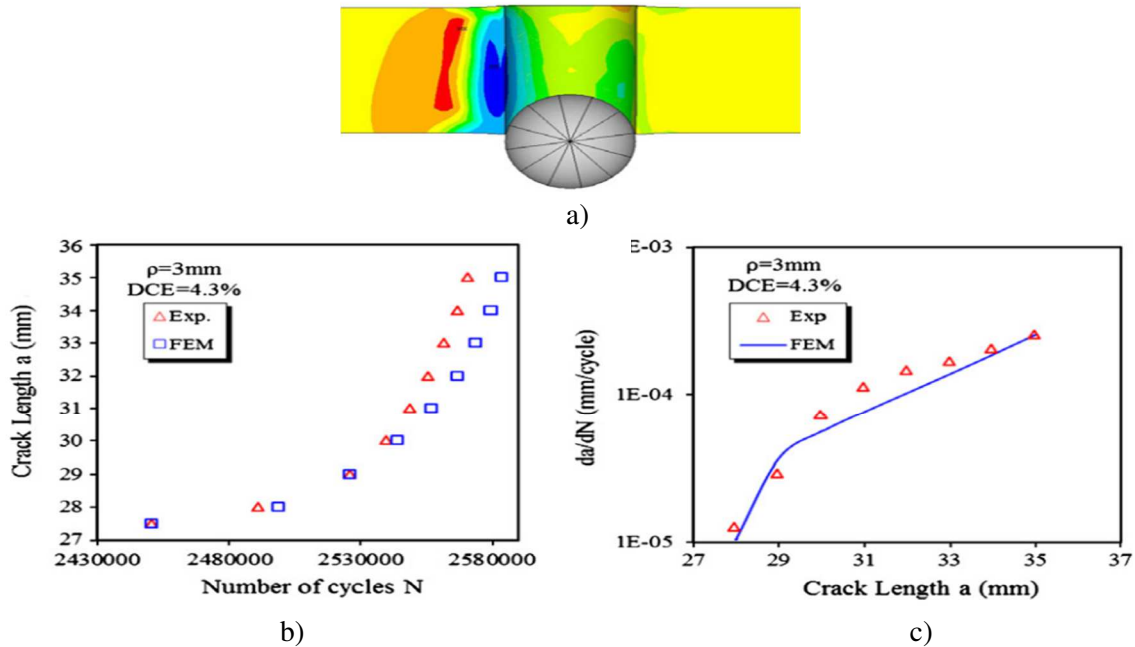 a)
36
35
34
33
32
31
30
29
28
27
Crack Length a (mm)
ρ=3mm
DCE=4.3%
Exp.
FEM
2430000 2480000 2530000 2580000
Number of cycles N
b)
E-03
1E-04
1E-05
da/dN (mm/cycle)
ρ=3mm
DCE=4.3%
Exp
FEM
27 29 31 33 35 37
Crack Length a (mm)
c)